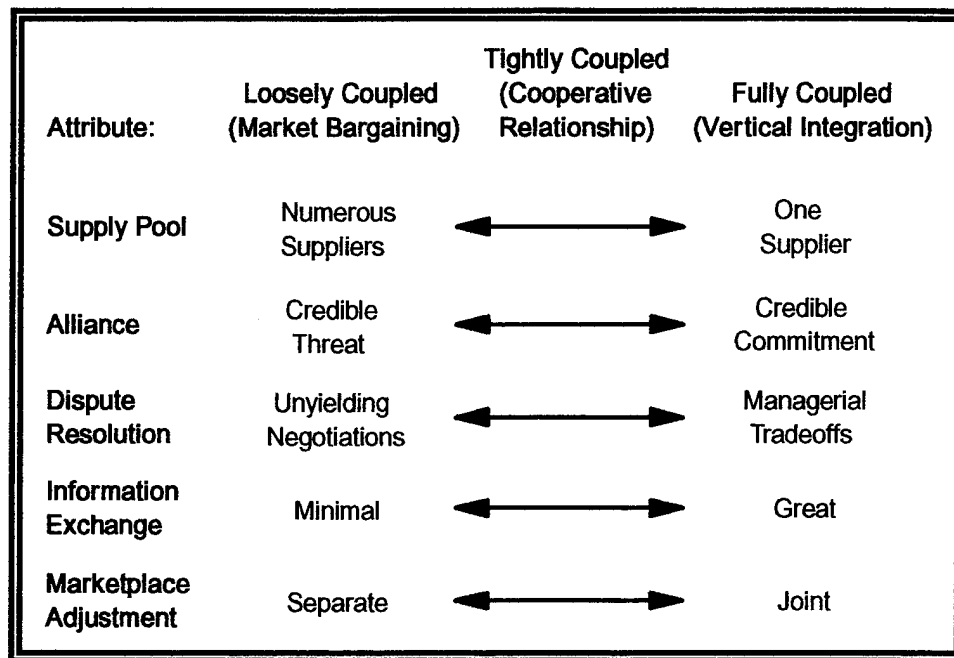 Attribute:
Loosely Coupled
(Market Bargaining)
Tightly Coupled
(Cooperative
Relationship)
Fully Coupled
(Vertical Integration)
Supply Pool
Numerous
Suppliers
One
Supplier
Alliance
Credible
Threat
Credible
Commitment
Dispute
Resolution
Unyielding
Negotiations
Managerial
Tradeoffs
Information
Exchange
Minimal
Great
Marketplace
Adjustment
Separate
Joint